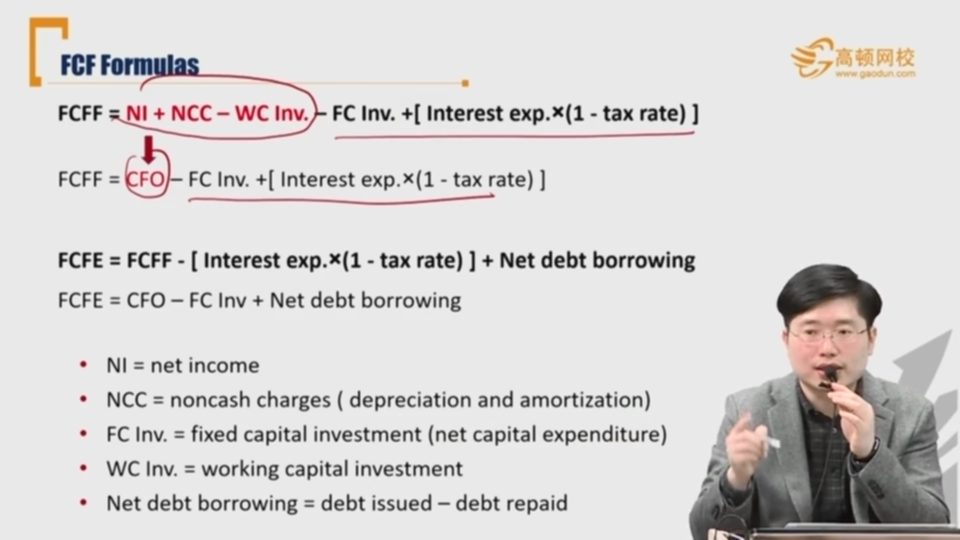 FCF Formulas
高顿网校
www.gaodun.com
FCFF = NI + NCC – WC Inv. – FC Inv. +[ Interest exp.×(1 - tax rate) ]
FCFF = CFO – FC Inv. +[ Interest exp.×(1 - tax rate) ]
FCFE = FCFF - [ Interest exp.×(1 - tax rate) ] + Net debt borrowing
FCFE = CFO – FC Inv + Net debt borrowing
• NI = net income
• NCC = noncash charges ( depreciation and amortization)
• FC Inv. = fixed capital investment (net capital expenditure)
• WC Inv. = working capital investment
• Net debt borrowing = debt issued – debt repaid